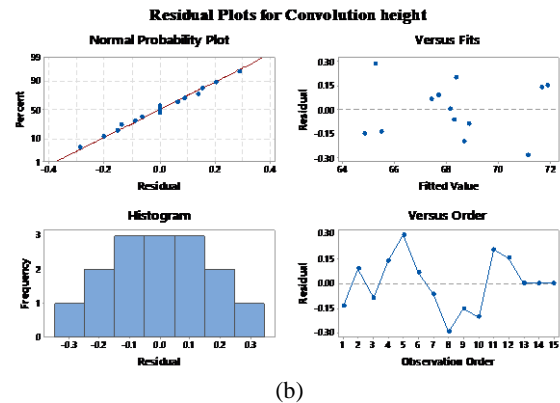 Residual Plots for Convolution height
Normal Probability Plot
99
90
50
10
1
Percent
-0.4 -0.2 0.0 0.2 0.4
Residual
Versus Fits
0.30
0.15
0.00
-0.15
-0.30
Residual
64 66 68 70 72
Fitted Value
Histogram
3
2
1
0
Frequency
-0.3 -0.2 -0.1 0.0 0.1 0.2 0.3
Residual
Versus Order
0.30
0.15
0.00
-0.15
-0.30
Residual
1 2 3 4 5 6 7 8 9 10 11 12 13 14 15
Observation Order
(b)